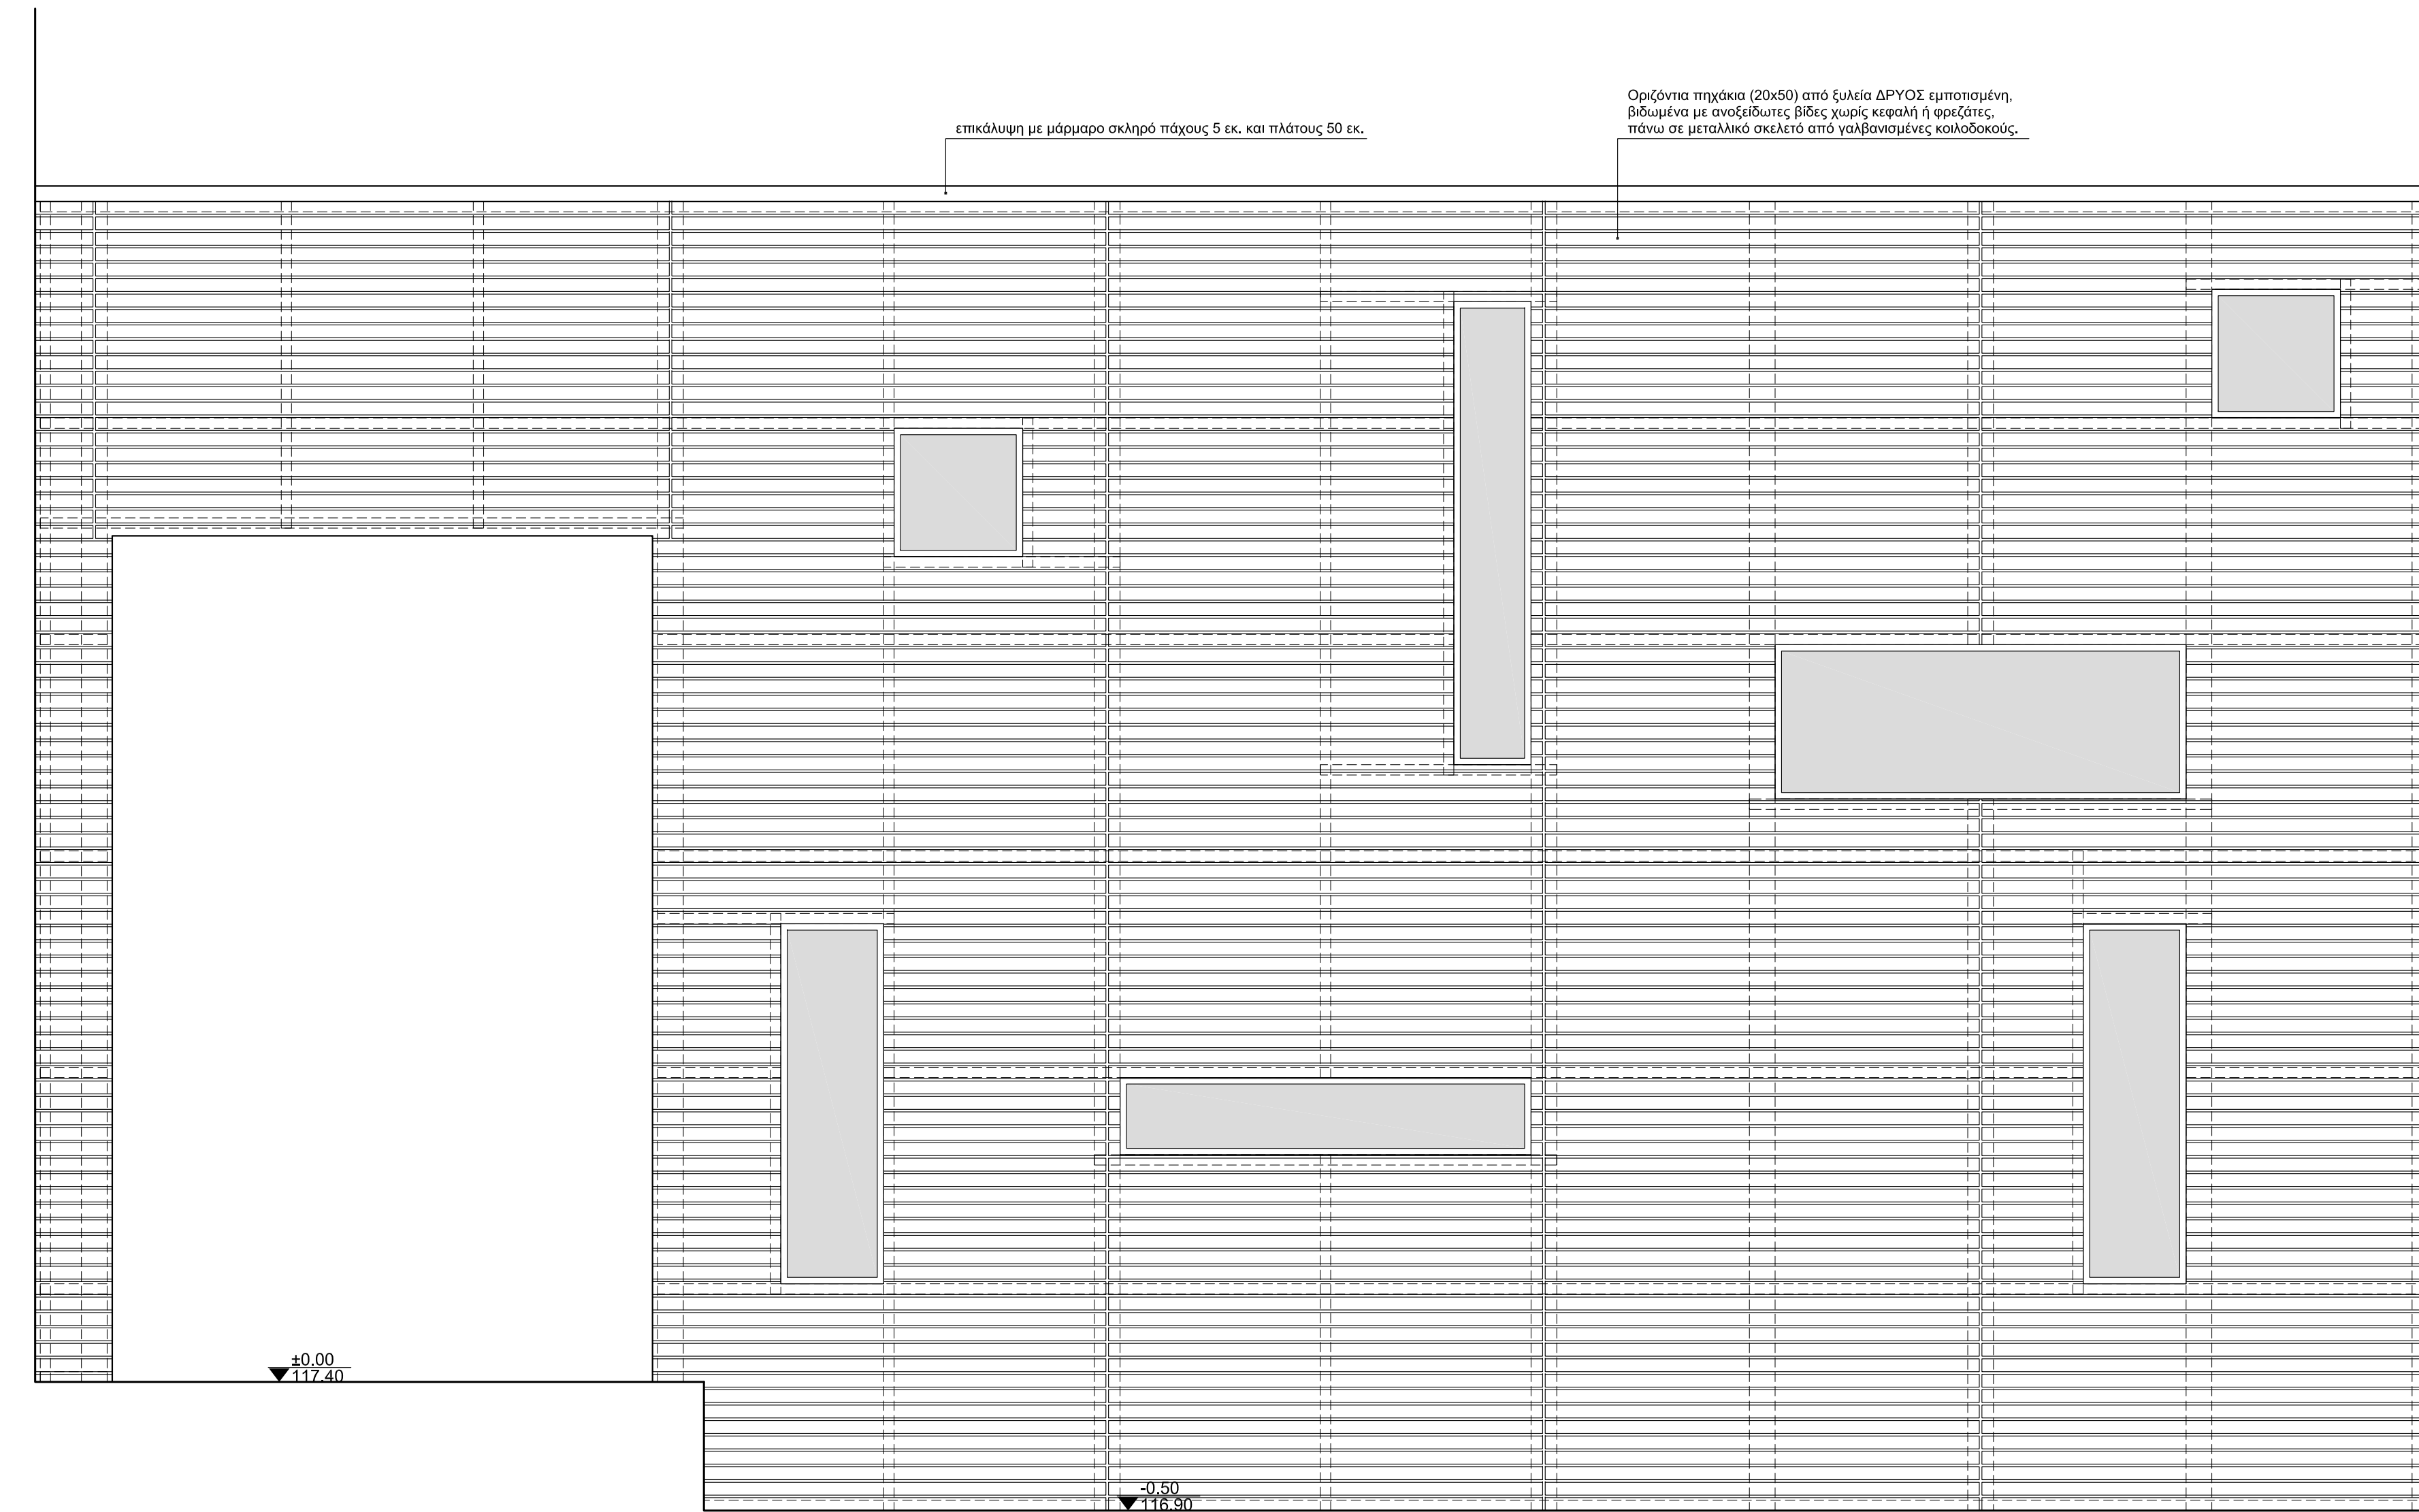 Οριζόντια πηχάκια (20x50) από ξυλεία ΔΡΥΟΣ εμποτισμένη,
βιδωμένα με ανοξείδωτες βίδες χωρίς κεφαλή ή φρεζάτες,
πάνω σε μεταλλικό σκελετό από γαλβανισμένες κοιλοδοκούς.
επικάλυψη με μάρμαρο σκληρό πάχους 5 εκ. και πλάτους 50 εκ.
±0.00
117.40
-0.50
116.90